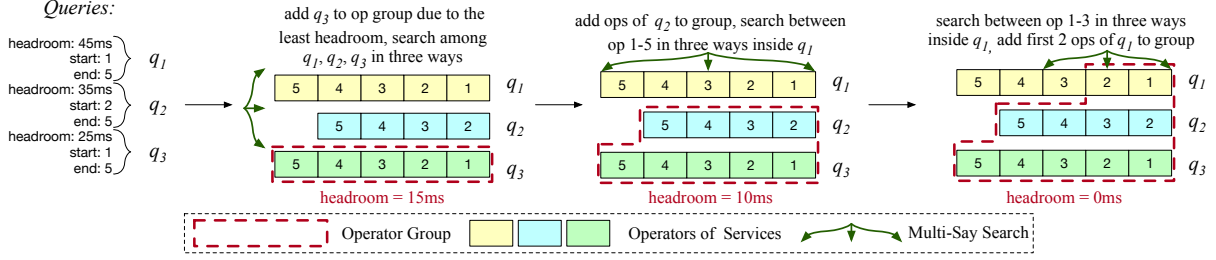 Queries:
headroom: 45ms
start: 1
end: 5
q1
headroom: 35ms
start: 2
end: 5
q2
headroom: 25ms
start: 1
end: 5
q3
add q3 to op group due to the
least headroom, search among
q1, q2, q3 in three ways
5 4 3 2 1 q1
5 4 3 2 q2
5 4 3 2 1 q3
headroom = 15ms
add ops of q2 to group, search between
op 1-5 in three ways inside q1
5 4 3 2 1 q1
5 4 3 2 q2
5 4 3 2 1 q3
headroom = 10ms
search between op 1-3 in three ways
inside q1, add first 2 ops of q1 to group
5 4 3 2 1 q1
5 4 3 2 q2
5 4 3 2 1 q3
headroom = 0ms
Operator Group
Operators of Services
Multi-Say Search